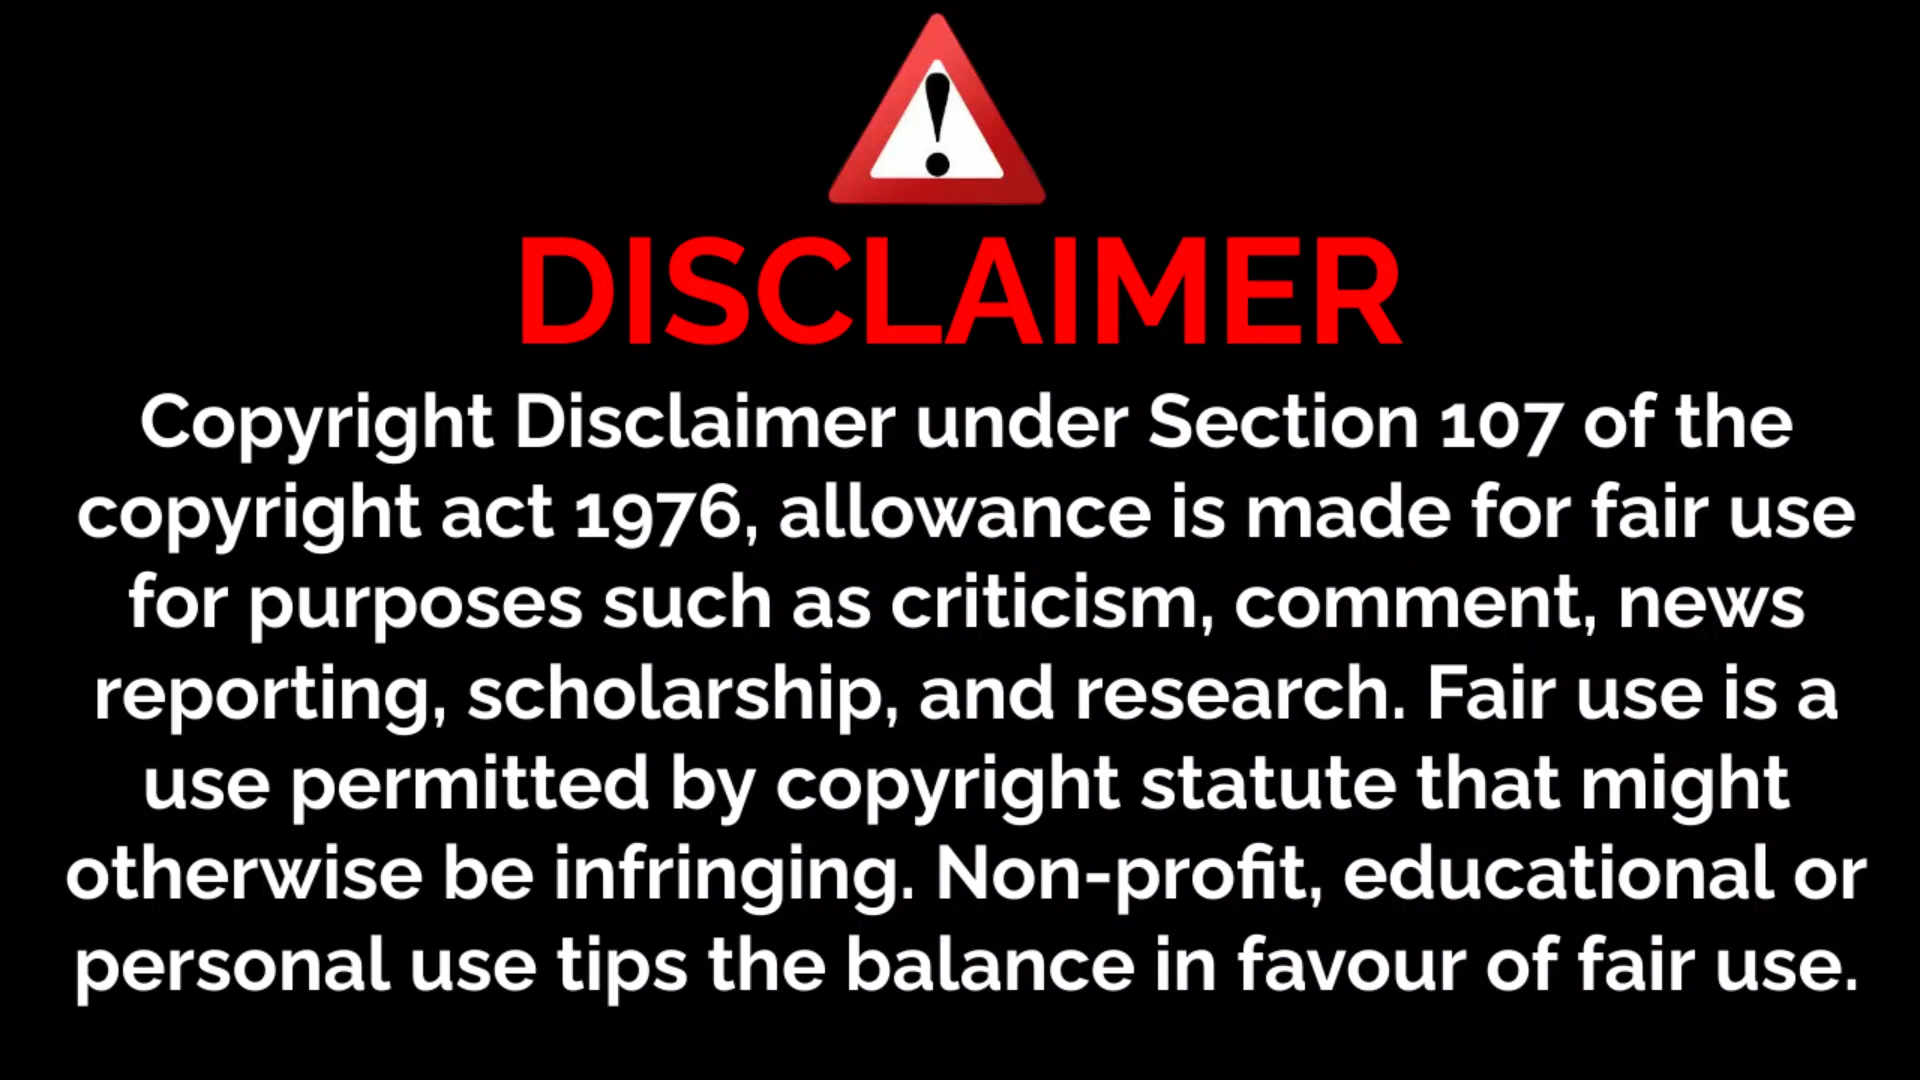 DISCLAIMER
Copyright Disclaimer under Section 107 of the
copyright act 1976, allowance is made for fair use
for purposes such as criticism, comment, news
reporting, scholarship, and research. Fair use is a
use permitted by copyright statute that might
otherwise be infringing. Non-profit, educational or
personal use tips the balance in favour of fair use.